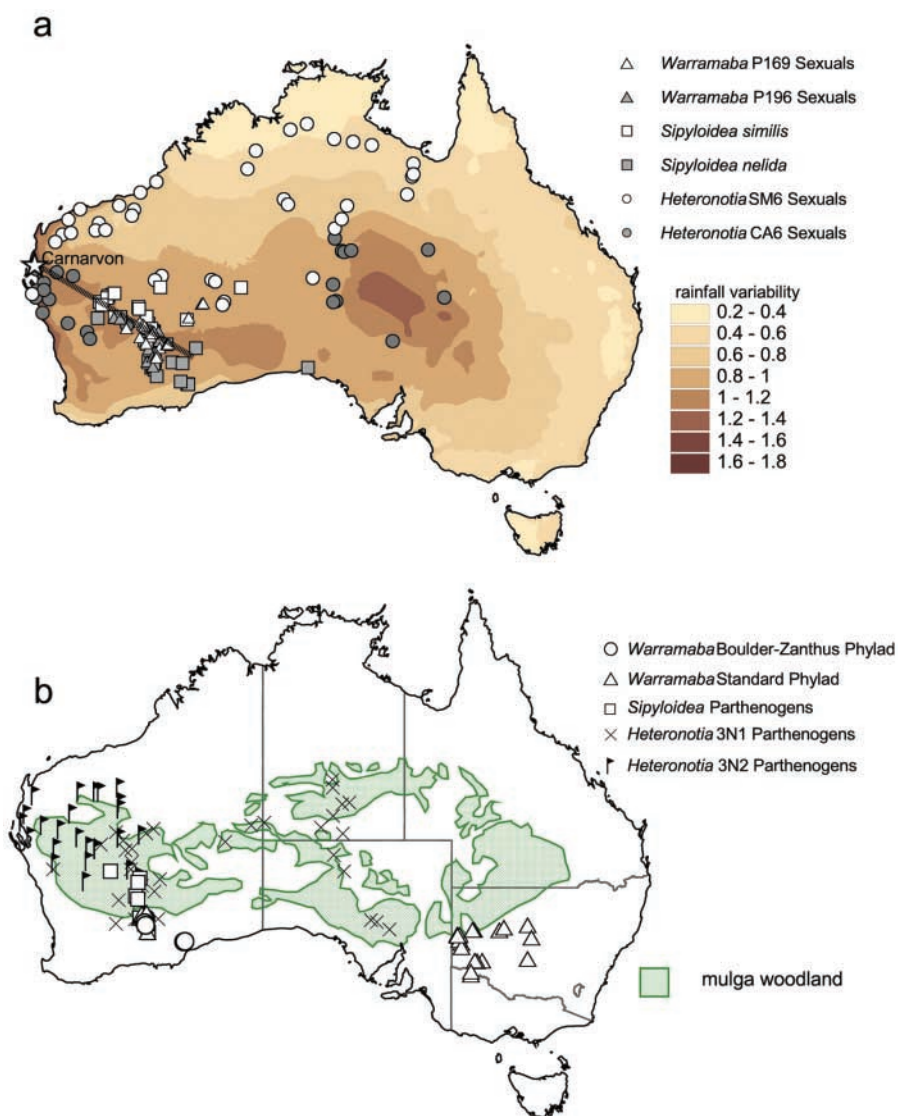 a
Warramaba P169 Sexuals
Warramaba P196 Sexuals
Sipyloidea similis
Sipyloidea nelida
Heteronotia SM6 Sexuals
Heteronotia CA6 Sexuals
Carnarvon
rainfall variability
0.2 - 0.4
0.4 - 0.6
0.6 - 0.8
0.8 - 1
1 - 1.2
1.2 - 1.4
1.4 - 1.6
1.6 - 1.8
b
Warramaba Boulder-Zanthus Phylad
Warramaba Standard Phylad
Sipyloidea Parthenogens
Heteronotia 3N1 Parthenogens
Heteronotia 3N2 Parthenogens
mulga woodland